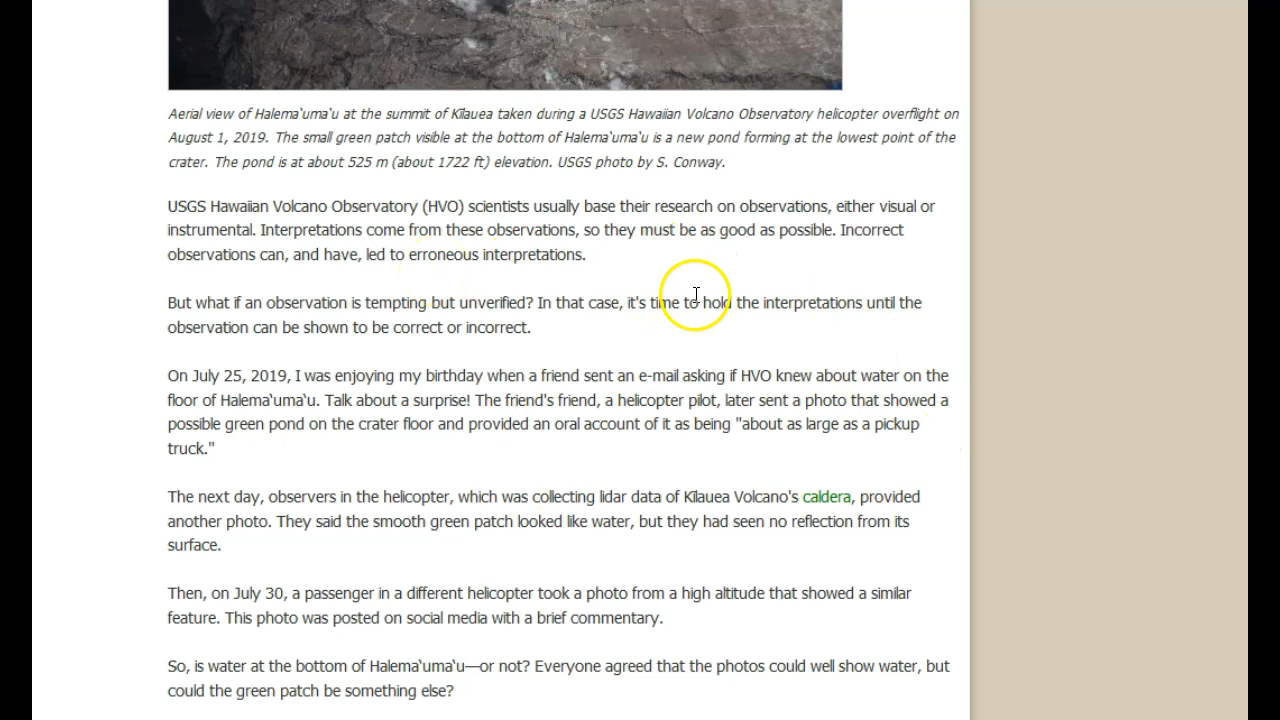 Aerial view of Halemaʻumaʻu at the summit of Kīlauea taken during a USGS Hawaiian Volcano Observatory helicopter overflight on
August 1, 2019. The small green patch visible at the bottom of Halemaʻumaʻu is a new pond forming at the lowest point of the
crater. The pond is at about 525 m (about 1722 ft) elevation. USGS photo by S. Conway.
USGS Hawaiian Volcano Observatory (HVO) scientists usually base their research on observations, either visual or
instrumental. Interpretations come from these observations, so they must be as good as possible. Incorrect
observations can, and have, led to erroneous interpretations.
But what if an observation is tempting but unverified? In that case, it's time to hold the interpretations until the
observation can be shown to be correct or incorrect.
On July 25, 2019, I was enjoying my birthday when a friend sent an e-mail asking if HVO knew about water on the
floor of Halemaʻumaʻu. Talk about a surprise! The friend's friend, a helicopter pilot, later sent a photo that showed a
possible green pond on the crater floor and provided an oral account of it as being "about as large as a pickup
truck."
The next day, observers in the helicopter, which was collecting lidar data of Kīlauea Volcano's caldera, provided
another photo. They said the smooth green patch looked like water, but they had seen no reflection from its
surface.
Then, on July 30, a passenger in a different helicopter took a photo from a high altitude that showed a similar
feature. This photo was posted on social media with a brief commentary.
So, is water at the bottom of Halemaʻumaʻu—or not? Everyone agreed that the photos could well show water, but
could the green patch be something else?